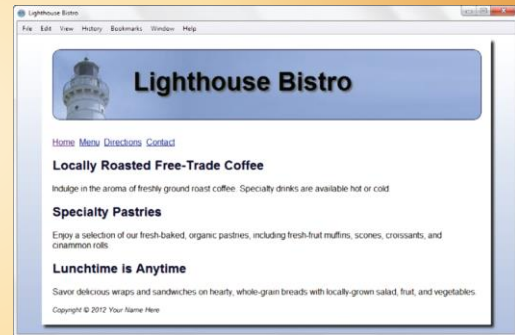 Lighthouse Bistro
File Edit View History Bookmarks Window Help
Lighthouse Bistro
Home Menu Directions Contact
Locally Roasted Free-Trade Coffee
Indulge in the aroma of freshly ground roast coffee. Specialty drinks are available hot or cold.
Specialty Pastries
Enjoy a selection of our fresh-baked, organic pastries, including fresh-fruit muffins, scones, croissants, and
cinammon rolls.
Lunchtime is Anytime
Savor delicious wraps and sandwiches on hearty, whole-grain breads with locally-grown salad, fruit, and vegetables.
Copyright © 2012 Your Name Here